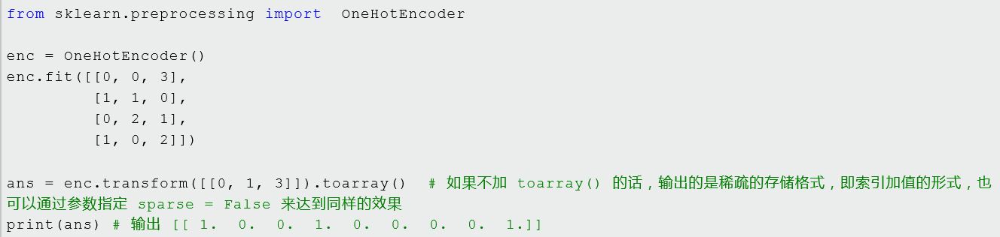 from sklearn.preprocessing import  OneHotEncoder
enc = OneHotEncoder()
enc.fit([[0, 0, 3],
         [1, 1, 0],
         [0, 2, 1],
         [1, 0, 2]])
ans = enc.transform([[0, 1, 3]]).toarray()  # 如果不加 toarray() 的话，输出的是稀疏的存储格式，即索引加值的形式，也
可以通过参数指定 sparse = False 来达到同样的效果
print(ans) # 输出 [[ 1.  0.  0.  1.  0.  0.  0.  0.  1.]]